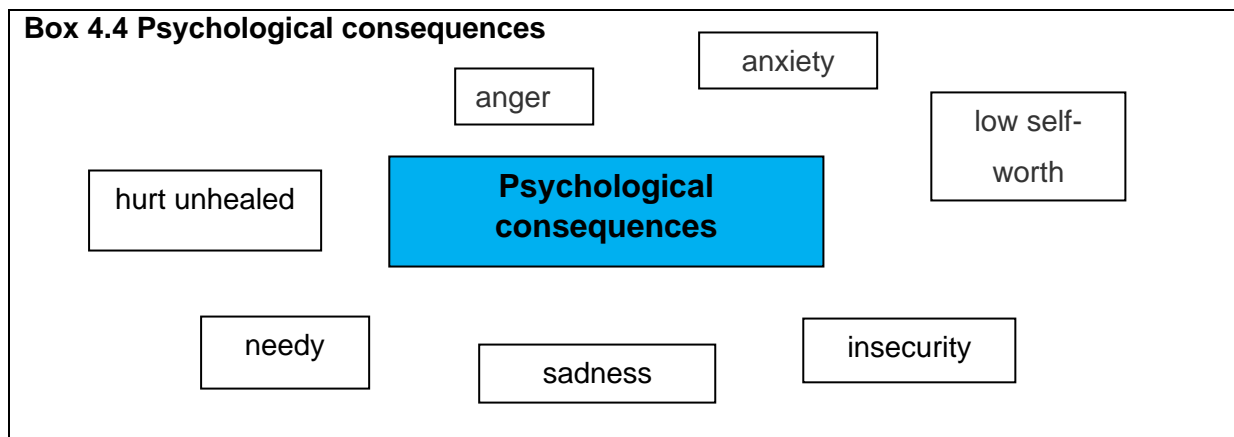 Box 4.4 Psychological consequences
anxiety
anger
low self-
worth
Psychological
consequences
hurt unhealed
needy
sadness
insecurity